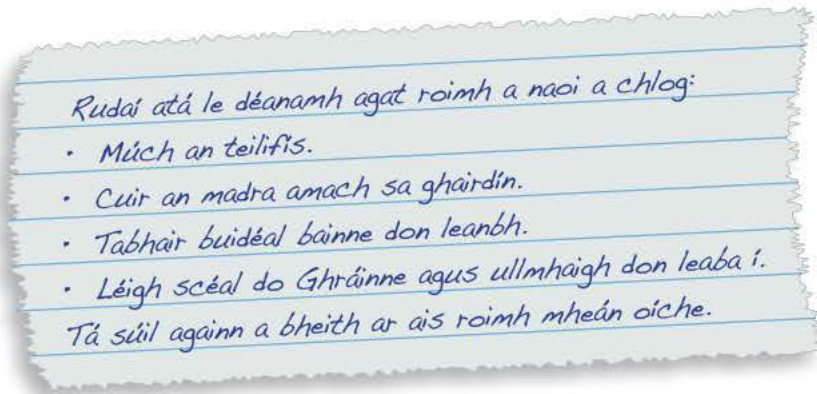 Rudaí atá le déanamh agat roimh a naoi a chlog:
• Múch an teilifís.
• Cuir an madra amach sa ghairdín.
• Tabhair buidéal bainne don leanbh.
• Léigh scéal do Ghráinne agus ullmhaigh don leaba í.
Tá súil againn a bheith ar ais roimh mheán oíche.